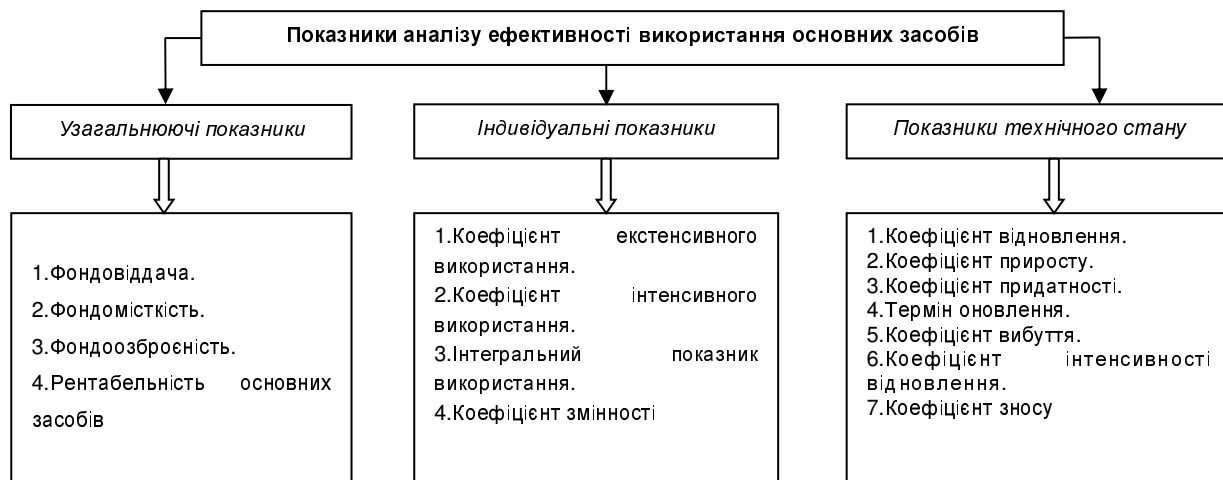 Показники аналізу ефективності використання основних засобів
Узагальнюючі показники
Індивідуальні показники
Показники технічного стану
1.Фондовіддача.
2.Фондомісткість.
3.Фондоозброєність.
4.Рентабельність основних
засобів
1.Коефіцієнт екстенсивного
використання.
2.Коефіцієнт інтенсивного
використання.
3.Інтегральний показник
використання.
4.Коефіцієнт змінності
1.Коефіцієнт відновлення.
2.Коефіцієнт приросту.
3.Коефіцієнт придатності.
4.Термін оновлення.
5.Коефіцієнт вибуття.
6.Коефіцієнт інтенсивності
відновлення.
7.Коефіцієнт зносу